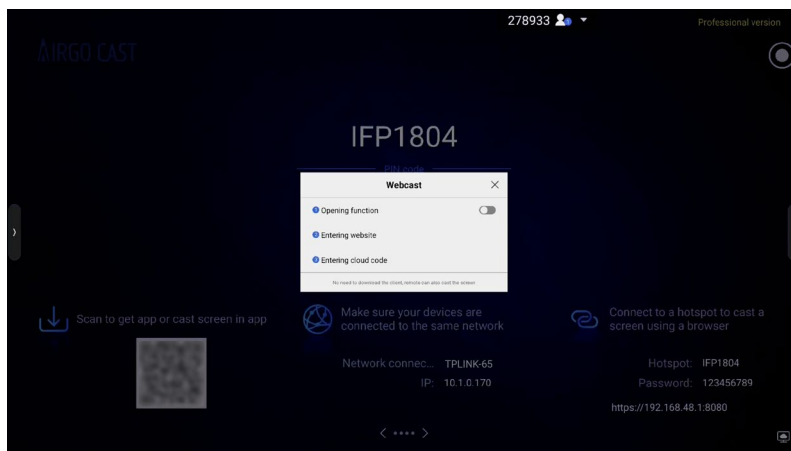 278933
Professional version
AIRGO CAST
IFP1804
PIN code
Webcast
1 Opening function
2 Entering website
3 Entering cloud code
No need to download the client, remote can also cast the screen
Scan to get app or cast screen in app
Make sure your devices are
connected to the same network
Network connec... TPLINK-65
IP: 10.1.0.170
Connect to a hotspot to cast a
screen using a browser
Hotspot: IFP1804
Password: 123456789
https://192.168.48.1:8080